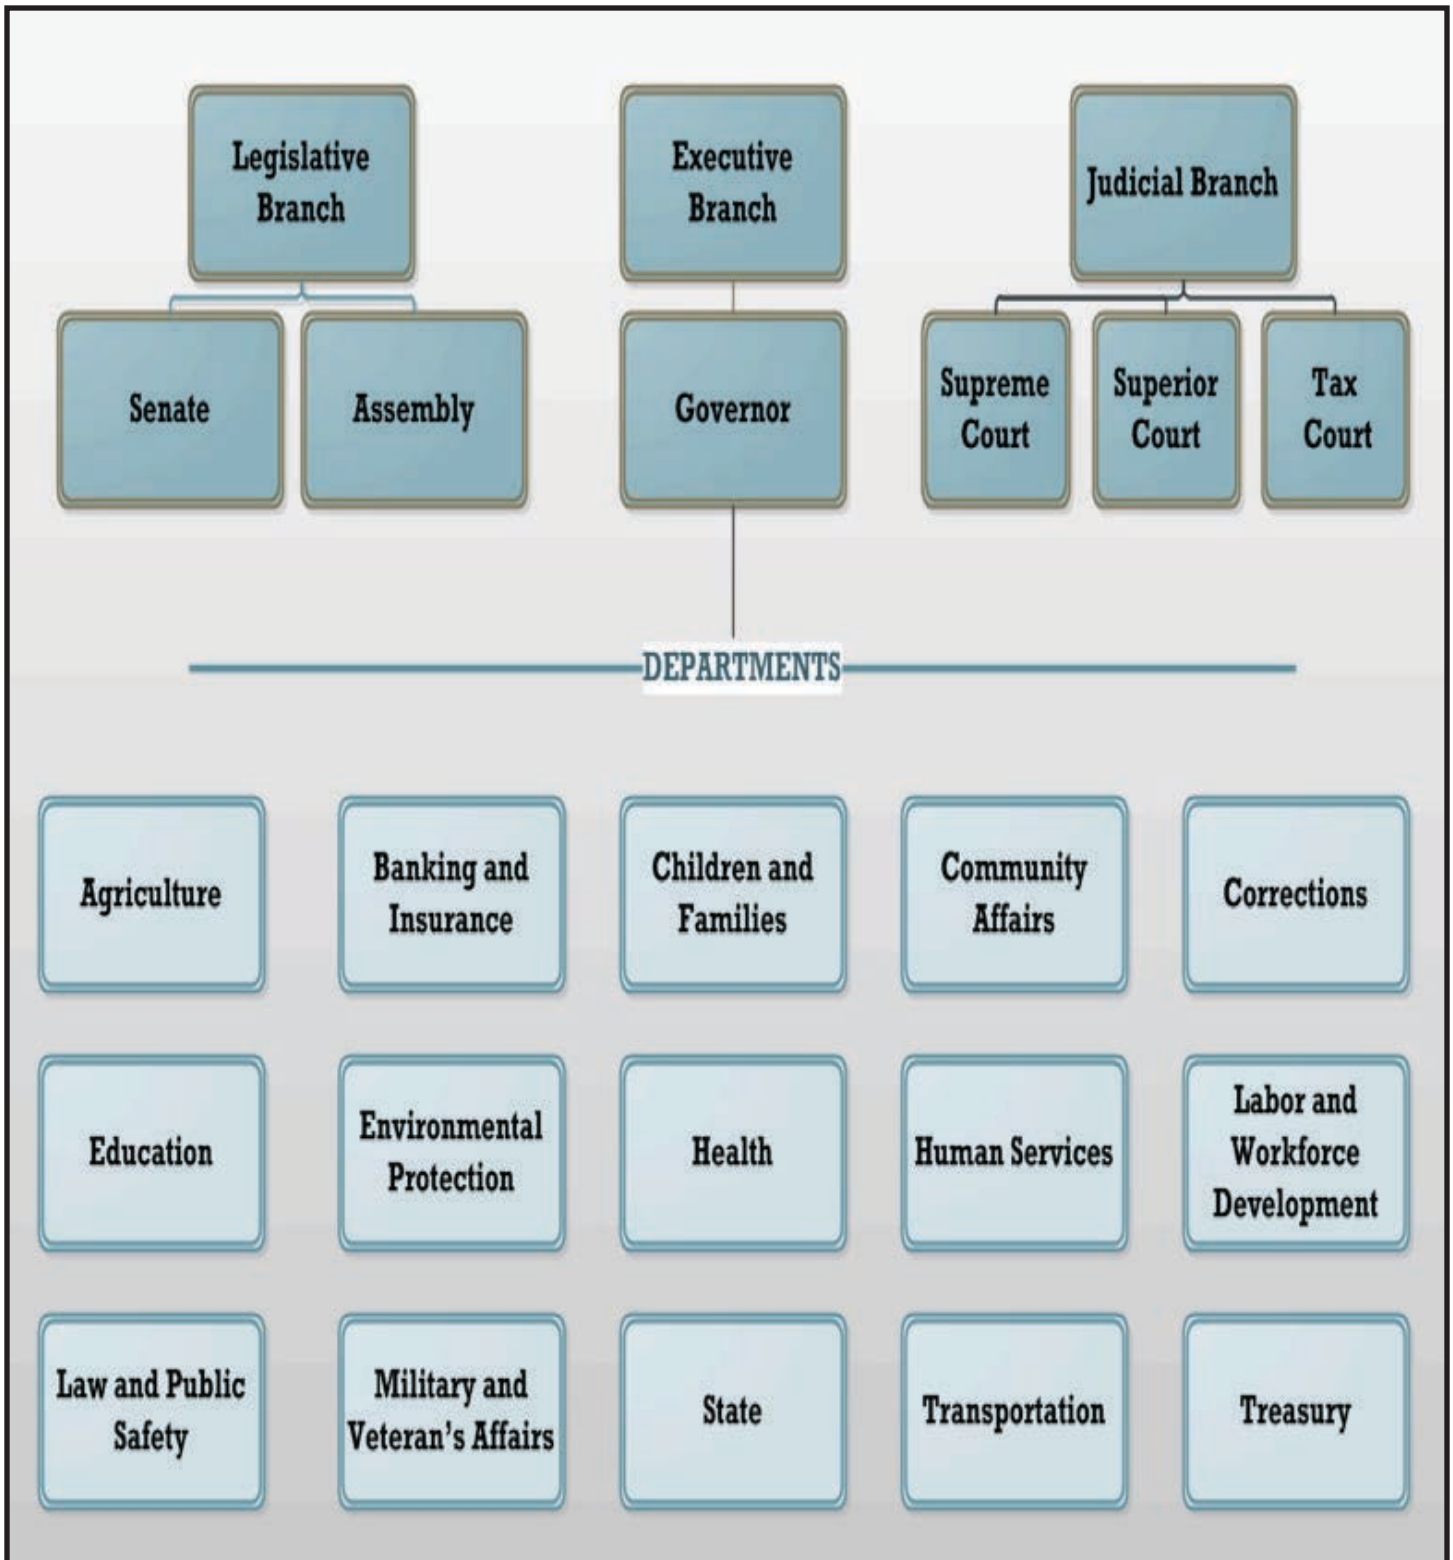 Legislative
Branch
Executive
Branch
Judicial Branch
Senate
Assembly
Governor
Supreme
Court
Superior
Court
Tax
Court
DEPARTMENTS
Agriculture
Banking and
Insurance
Children and
Families
Community
Affairs
Corrections
Education
Environmental
Protection
Health
Human Services
Labor and
Workforce
Development
Law and Public
Safety
Military and
Veteran's Affairs
State
Transportation
Treasury